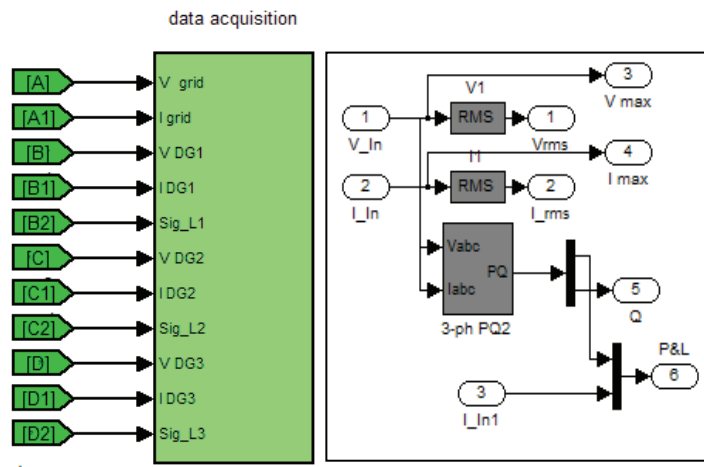 data acquisition
[A] V grid
[A1] I grid
[B] V DG1
[B1] I DG1
[B2] Sig_L1
[C] V DG2
[C1] I DG2
[C2] Sig_L2
[D] V DG3
[D1] I DG3
[D2] Sig_L3
3
V max
V1
1
V_In
RMS
1
Vrms
4
I max
I1
2
I_In
RMS
2
I_rms
Vabc
PQ
Iabc
3-ph PQ2
5
Q
P&L
6
3
I_In1